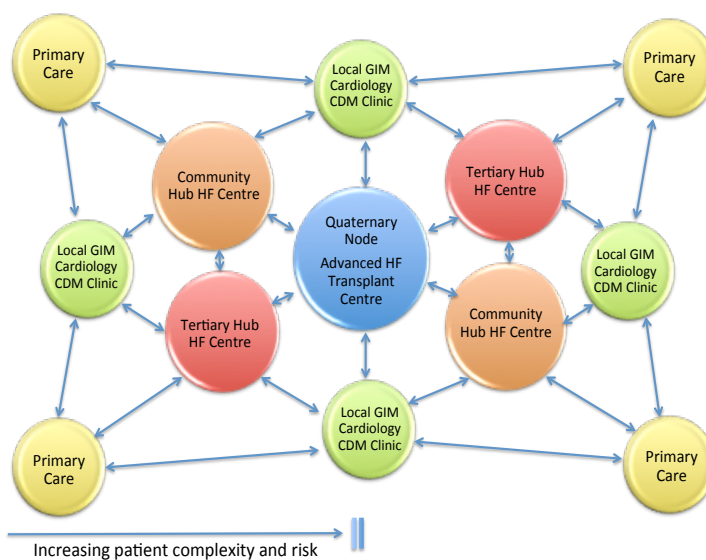 Primary
Care
Local GIM
Cardiology
CDM Clinic
Primary
Care
Community
Hub HF Centre
Tertiary Hub
HF Centre
Quaternary
Node
Advanced HF
Transplant
Centre
Local GIM
Cardiology
CDM Clinic
Local GIM
Cardiology
CDM Clinic
Tertiary Hub
HF Centre
Community
Hub HF Centre
Local GIM
Cardiology
CDM Clinic
Primary
Care
Primary
Care
Increasing patient complexity and risk